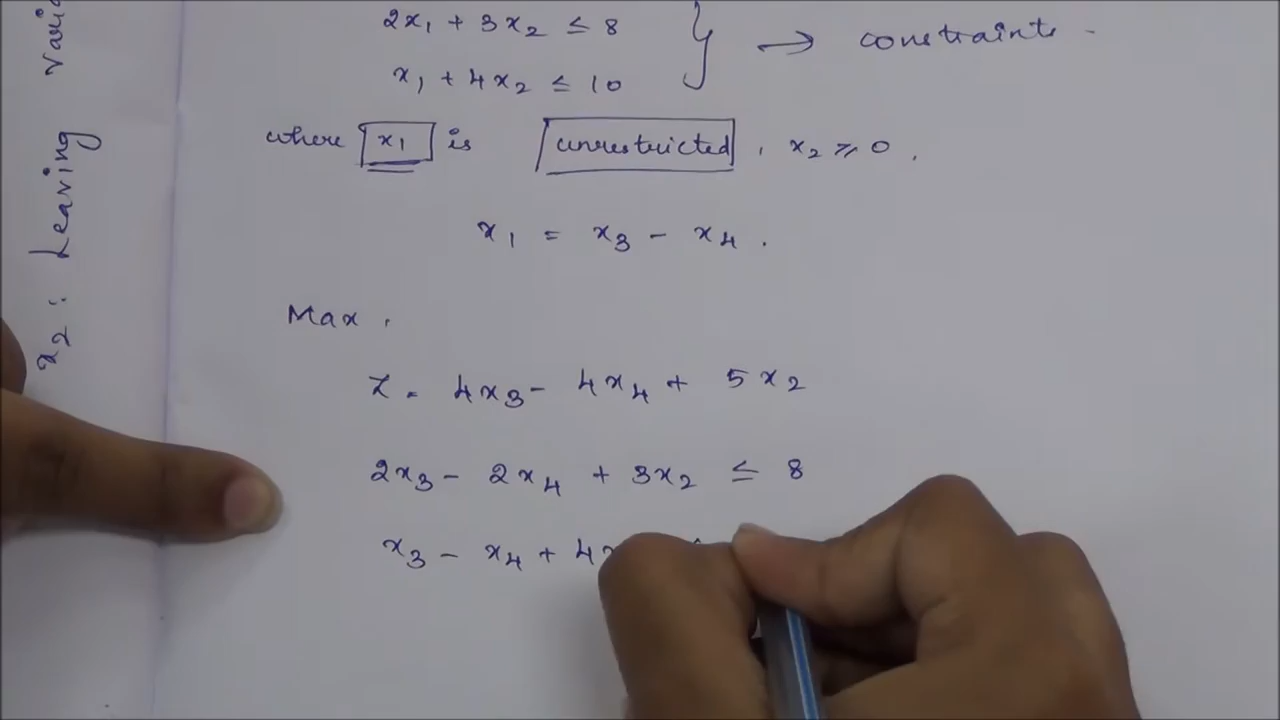 2x₁ + 3x₂ ≤ 8
x₁ + 4x₂ ≤ 10
} → constraints.
where x₁ is unrestricted, x₂ ≥ 0.
x₁ = x₃ - x₄.
Max.
Z = 4x₃ - 4x₄ + 5x₂
2x₃ - 2x₄ + 3x₂ ≤ 8
x₃ - x₄ + 4x
x₂ : Leaving